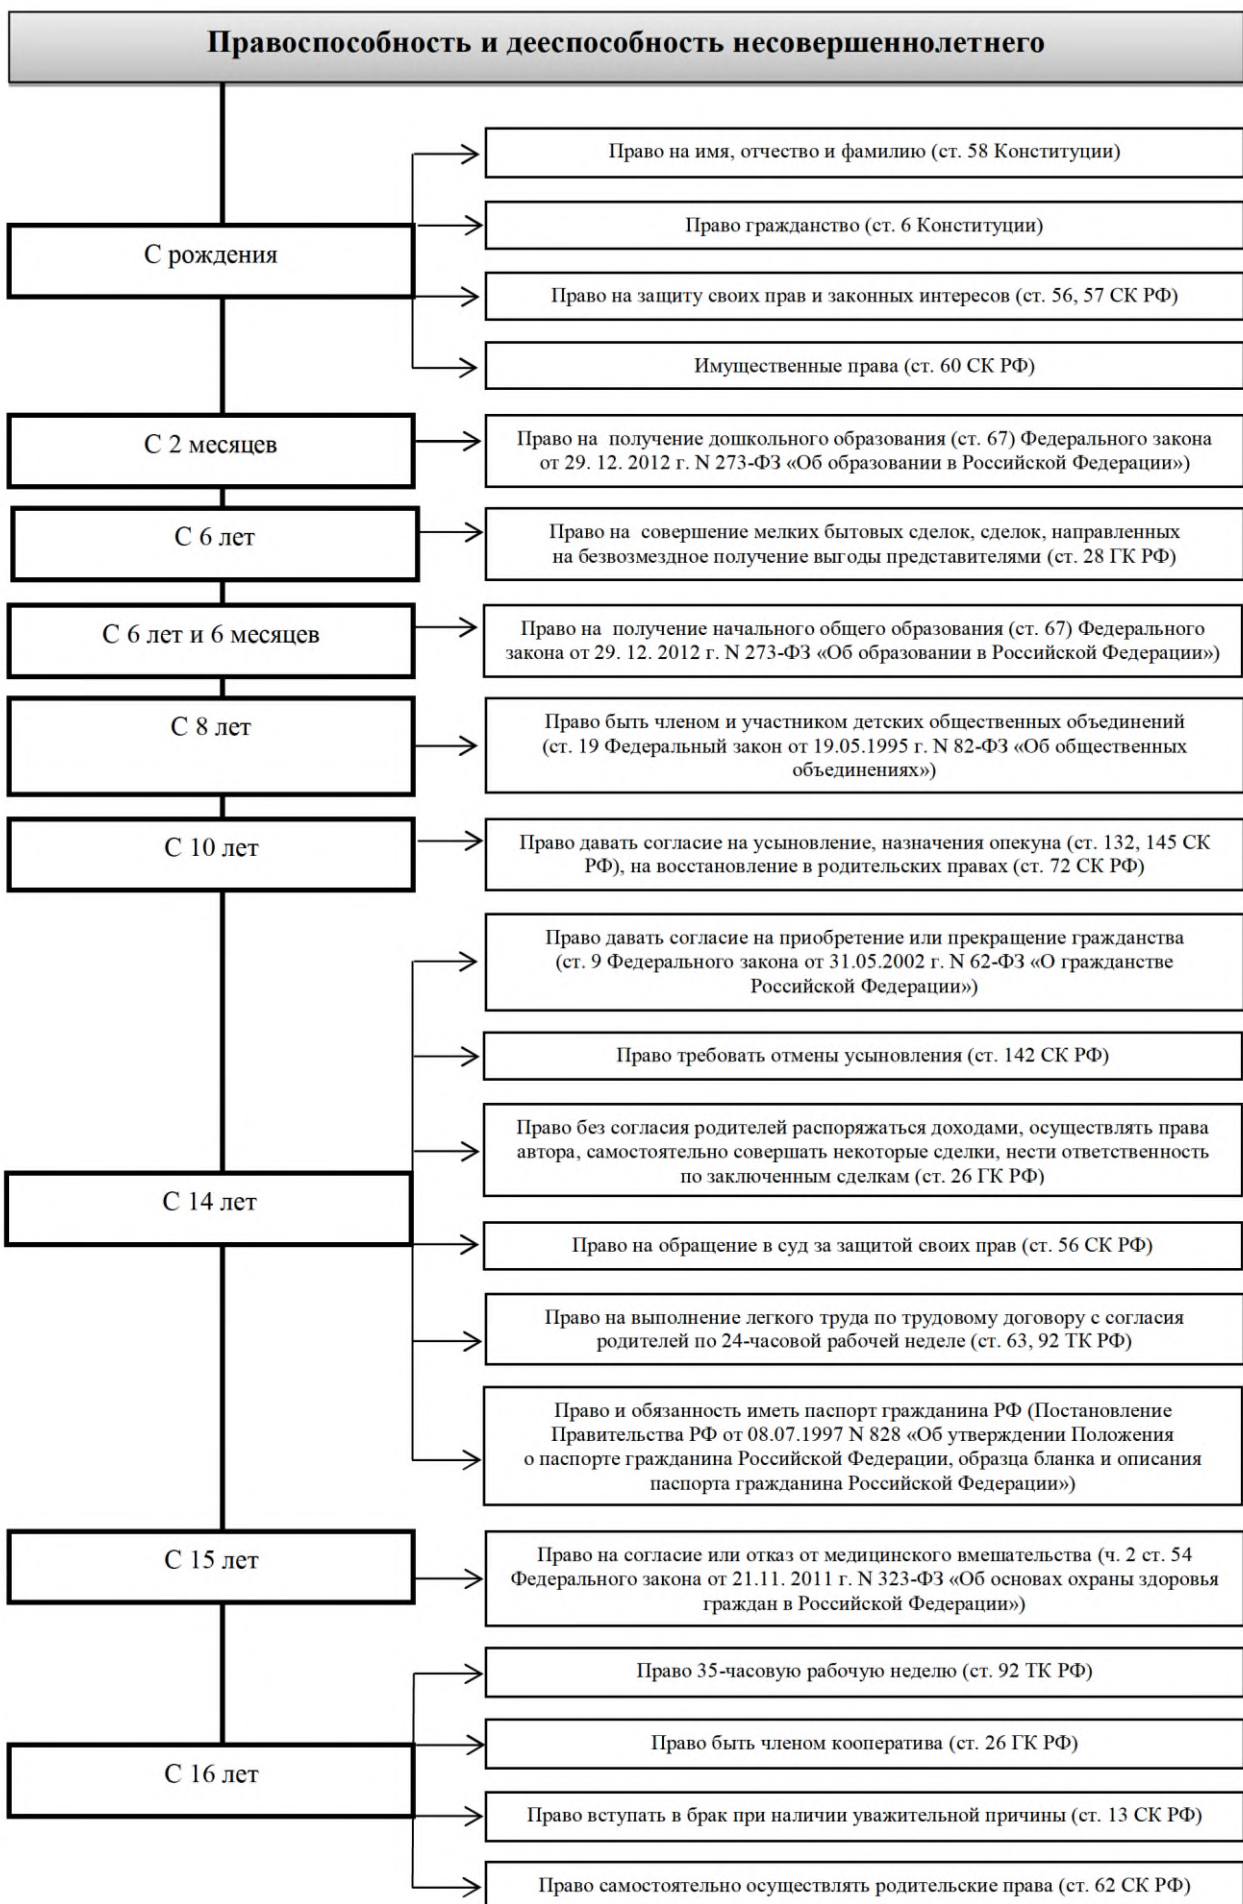 Правоспособность и дееспособность несовершеннолетнего
С рождения
Право на имя, отчество и фамилию (ст. 58 Конституции)
Право гражданство (ст. 6 Конституции)
Право на защиту своих прав и законных интересов (ст. 56, 57 СК РФ)
Имущественные права (ст. 60 СК РФ)
С 2 месяцев
Право на получение дошкольного образования (ст. 67) Федерального закона
от 29. 12. 2012 г. N 273-ФЗ «Об образовании в Российской Федерации»)
С 6 лет
Право на совершение мелких бытовых сделок, сделок, направленных
на безвозмездное получение выгоды представителями (ст. 28 ГК РФ)
С 6 лет и 6 месяцев
Право на получение начального общего образования (ст. 67) Федерального
закона от 29. 12. 2012 г. N 273-ФЗ «Об образовании в Российской Федерации»)
С 8 лет
Право быть членом и участником детских общественных объединений
(ст. 19 Федеральный закон от 19.05.1995 г. N 82-ФЗ «Об общественных
объединениях»)
С 10 лет
Право давать согласие на усыновление, назначения опекуна (ст. 132, 145 СК
РФ), на восстановление в родительских правах (ст. 72 СК РФ)
С 14 лет
Право давать согласие на приобретение или прекращение гражданства
(ст. 9 Федерального закона от 31.05.2002 г. N 62-ФЗ «О гражданстве
Российской Федерации»)
Право требовать отмены усыновления (ст. 142 СК РФ)
Право без согласия родителей распоряжаться доходами, осуществлять права
автора, самостоятельно совершать некоторые сделки, нести ответственность
по заключенным сделкам (ст. 26 ГК РФ)
Право на обращение в суд за защитой своих прав (ст. 56 СК РФ)
Право на выполнение легкого труда по трудовому договору с согласия
родителей по 24-часовой рабочей неделе (ст. 63, 92 ТК РФ)
Право и обязанность иметь паспорт гражданина РФ (Постановление
Правительства РФ от 08.07.1997 N 828 «Об утверждении Положения
о паспорте гражданина Российской Федерации, образца бланка и описания
паспорта гражданина Российской Федерации»)
С 15 лет
Право на согласие или отказ от медицинского вмешательства (ч. 2 ст. 54
Федерального закона от 21.11. 2011 г. N 323-ФЗ «Об основах охраны здоровья
граждан в Российской Федерации»)
С 16 лет
Право 35-часовую рабочую неделю (ст. 92 ТК РФ)
Право быть членом кооператива (ст. 26 ГК РФ)
Право вступать в брак при наличии уважительной причины (ст. 13 СК РФ)
Право самостоятельно осуществлять родительские права (ст. 62 СК РФ)